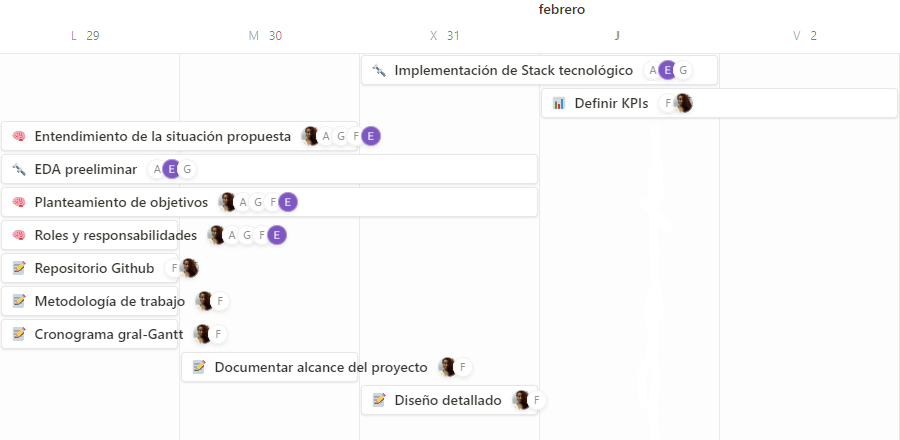 febrero
L 29 M 30 X 31 J V 2
Implementación de Stack tecnológico A E G
Definir KPIs F
Entendimiento de la situación propuesta A G F E
EDA preeliminar A E G
Planteamiento de objetivos A G F E
Roles y responsabilidades A G F E
Repositorio Github F
Metodología de trabajo F
Cronograma gral-Gantt F
Documentar alcance del proyecto F
Diseño detallado F